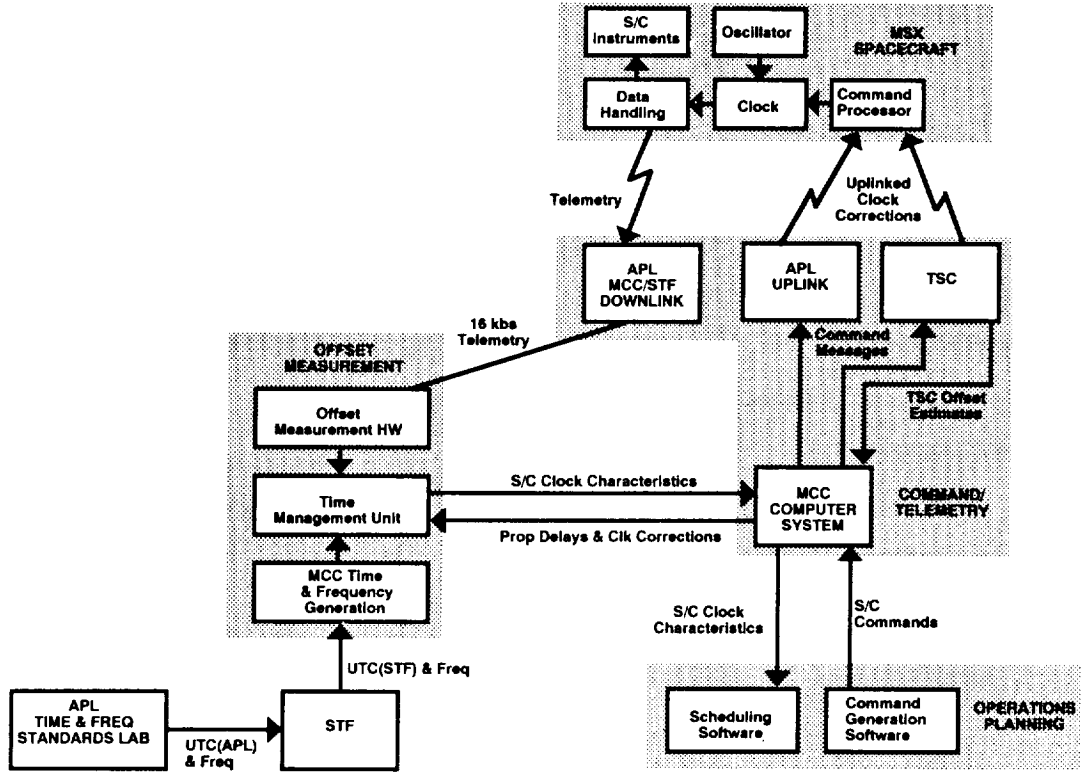 S/C
Instruments
Oscillator
MSX
SPACECRAFT
Data
Handling
Clock
Command
Processor
Telemetry
Uplinked
Clock
Corrections
APL
MCC/STF
DOWNLINK
APL
UPLINK
TSC
16 kbs
Telemetry
Command
Messages
OFFSET
MEASUREMENT
TSC Offset
Estimates
Offset
Measurement HW
S/C Clock Characteristics
Time
Management Unit
MCC
COMPUTER
SYSTEM
COMMAND/
TELEMETRY
Prop Delays & Clk Corrections
MCC Time
& Frequency
Generation
S/C Clock
Characteristics
S/C
Commands
UTC(STF) & Freq
APL
TIME & FREQ
STANDARDS LAB
UTC(APL)
& Freq
STF
Scheduling
Software
Command
Generation
Software
OPERATIONS
PLANNING